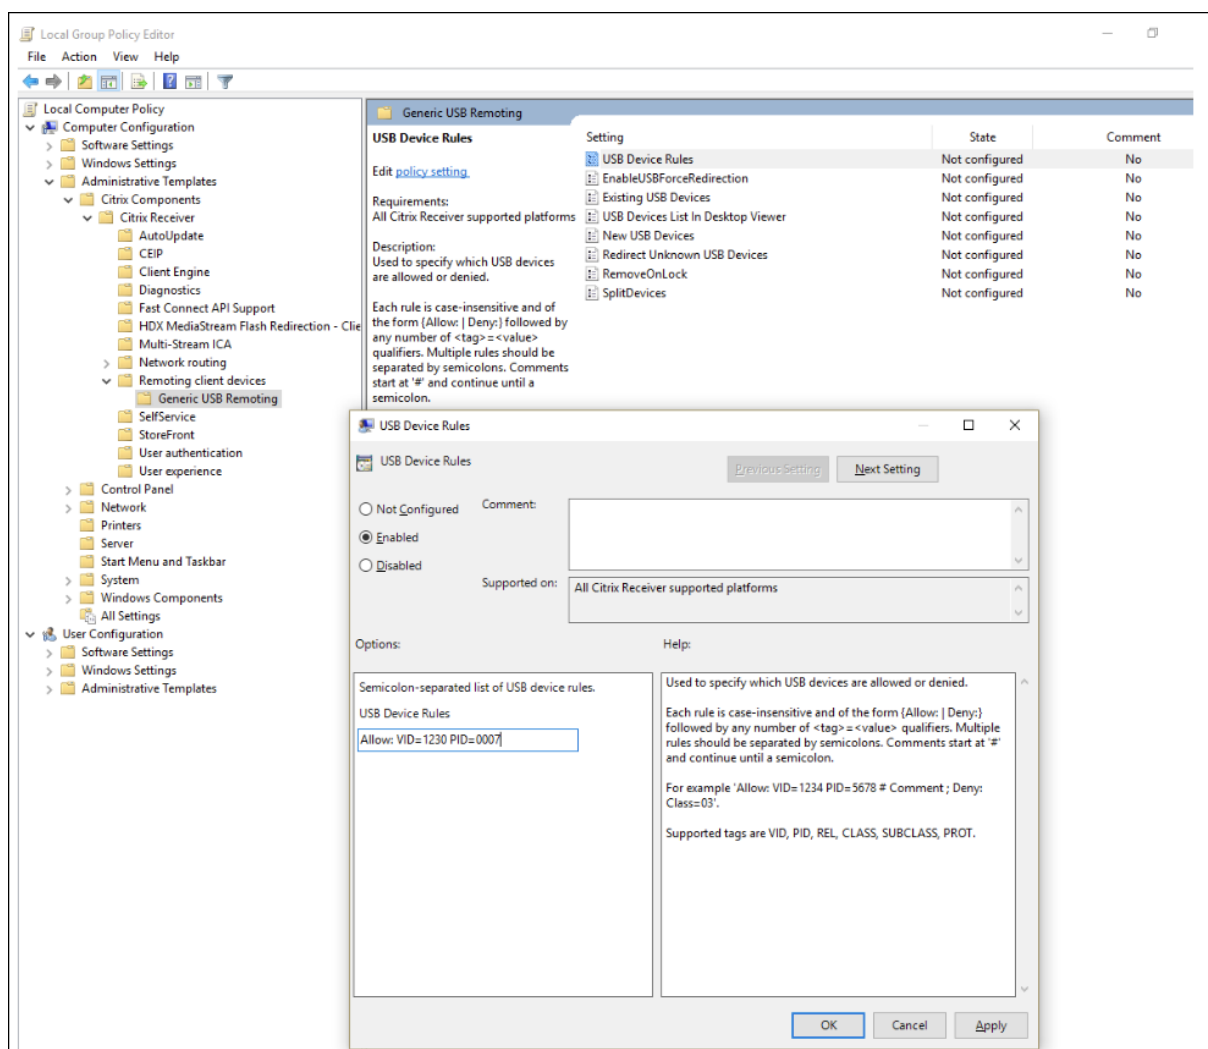 Local Group Policy Editor
File Action View Help
Local Computer Policy
Computer Configuration
Software Settings
Windows Settings
Administrative Templates
Citrix Components
Citrix Receiver
AutoUpdate
CEIP
Client Engine
Diagnostics
Fast Connect API Support
HDX MediaStream Flash Redirection - Clie
Multi-Stream ICA
Network routing
Remoting client devices
Generic USB Remoting
SelfService
StoreFront
User authentication
User experience
Control Panel
Network
Printers
Server
Start Menu and Taskbar
System
Windows Components
All Settings
User Configuration
Software Settings
Windows Settings
Administrative Templates
Generic USB Remoting
USB Device Rules
Edit policy setting
Requirements:
All Citrix Receiver supported platforms
Description:
Used to specify which USB devices
are allowed or denied.
Each rule is case-insensitive and of
the form {Allow: | Deny:} followed by
any number of <tag>=<value>
qualifiers. Multiple rules should be
separated by semicolons. Comments
start at '#' and continue until a
semicolon.
Setting State Comment
USB Device Rules Not configured No
EnableUSBForceRedirection Not configured No
Existing USB Devices Not configured No
USB Devices List In Desktop Viewer Not configured No
New USB Devices Not configured No
Redirect Unknown USB Devices Not configured No
RemoveOnLock Not configured No
SplitDevices Not configured No
USB Device Rules
USB Device Rules
Previous Setting Next Setting
Not Configured
Enabled
Disabled
Comment:
Supported on: All Citrix Receiver supported platforms
Options:
Semicolon-separated list of USB device rules.
USB Device Rules
Allow: VID=1230 PID=0007
Help:
Used to specify which USB devices are allowed or denied.
Each rule is case-insensitive and of the form {Allow: | Deny:}
followed by any number of <tag>=<value> qualifiers. Multiple
rules should be separated by semicolons. Comments start at '#'
and continue until a semicolon.
For example 'Allow: VID=1234 PID=5678 # Comment ; Deny:
Class=03'.
Supported tags are VID, PID, REL, CLASS, SUBCLASS, PROT.
OK Cancel Apply